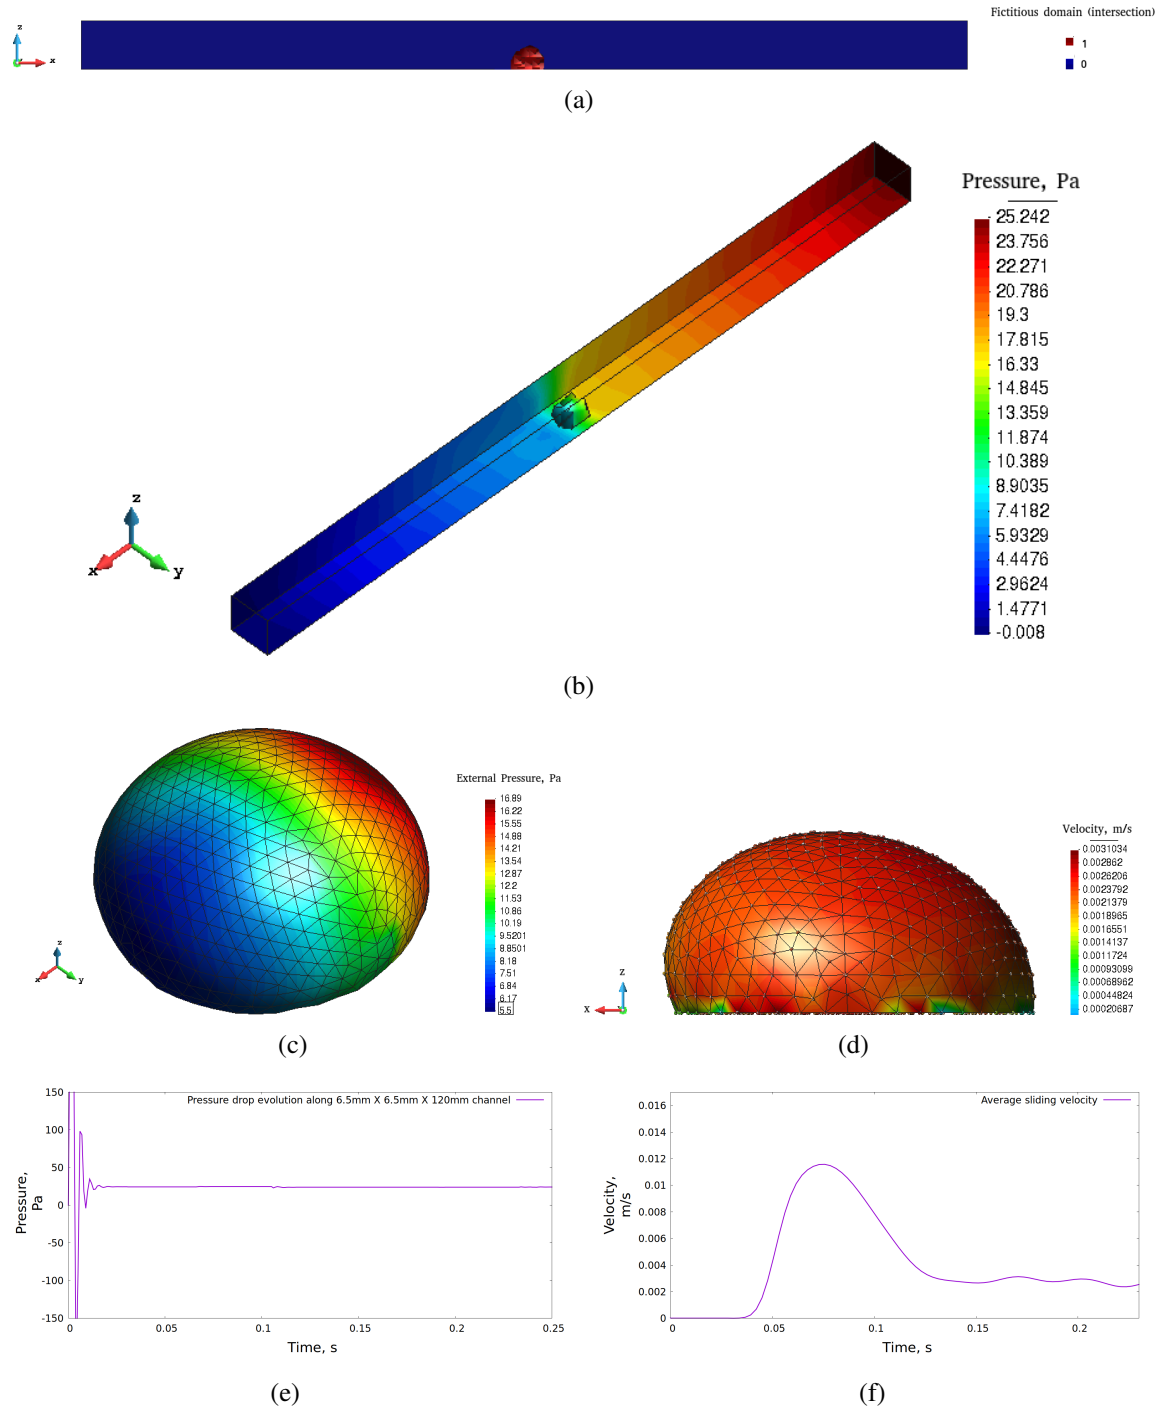 Fictitious domain (intersection)
z
x
1
0
(a)
Pressure, Pa
25.242
23.756
22.271
20.786
19.3
17.815
16.33
14.845
13.359
11.874
10.389
8.9035
7.4182
5.9329
4.4476
2.9624
1.4771
-0.008
z
x
y
(b)
External Pressure, Pa
16.89
16.22
15.55
14.88
14.21
13.54
12.87
12.2
11.53
10.86
10.19
9.5201
8.8501
8.18
7.51
6.84
6.17
5.5
z
x
y
(c)
Velocity, m/s
0.0031034
0.002862
0.0026206
0.0023792
0.0021379
0.0018965
0.0016551
0.0014137
0.0011724
0.00093099
0.00068962
0.00044824
0.00020687
z
x
(d)
Pressure drop evolution along 6.5mm X 6.5mm X 120mm channel
150
100
50
0
-50
-100
-150
Pressure,
Pa
0 0.05 0.1 0.15 0.2 0.25
Time, s
(e)
Average sliding velocity
0.016
0.014
0.012
0.01
0.008
0.006
0.004
0.002
0
Velocity,
m/s
0 0.05 0.1 0.15 0.2
Time, s
(f)